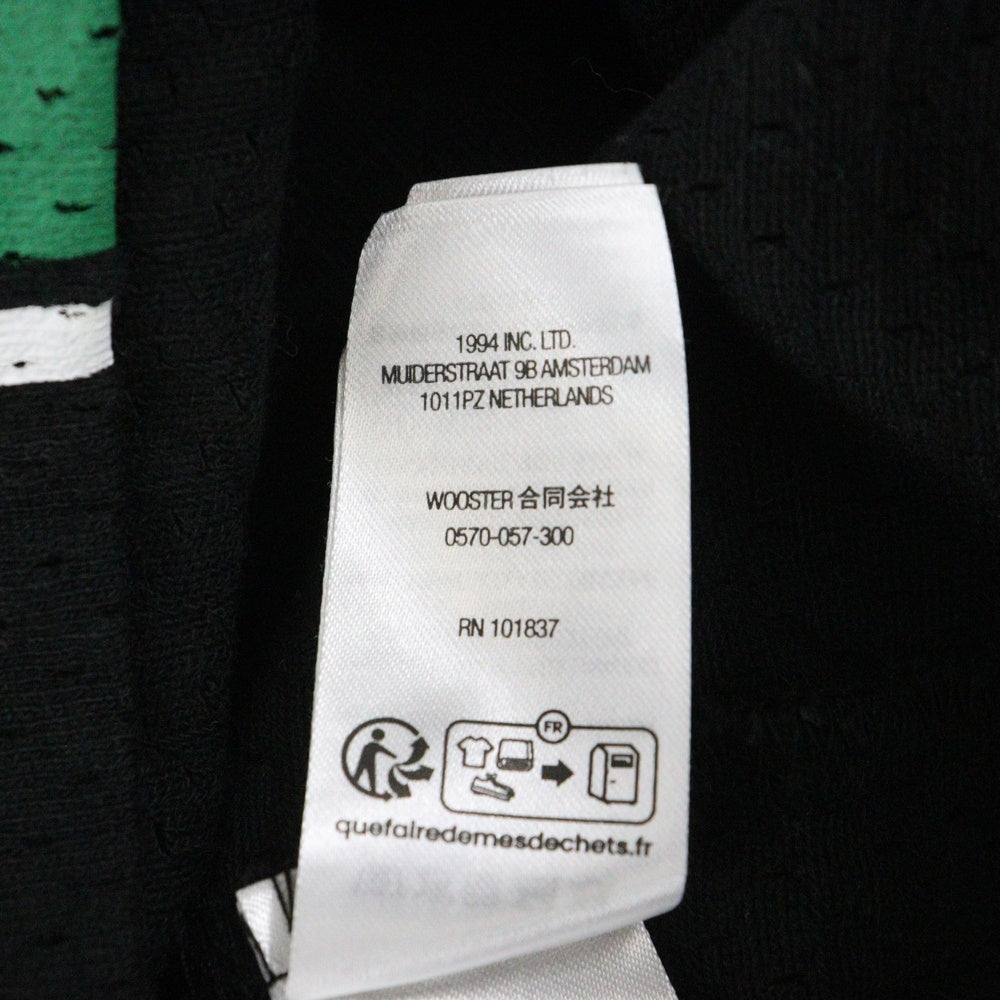 1994 INC. LTD.
MUIDERSTRAAT 9B AMSTERDAM
1011PZ NETHERLANDS
WOOSTER 合同会社
0570-057-300
RN 101837
FR
quefairedemesdechets.fr